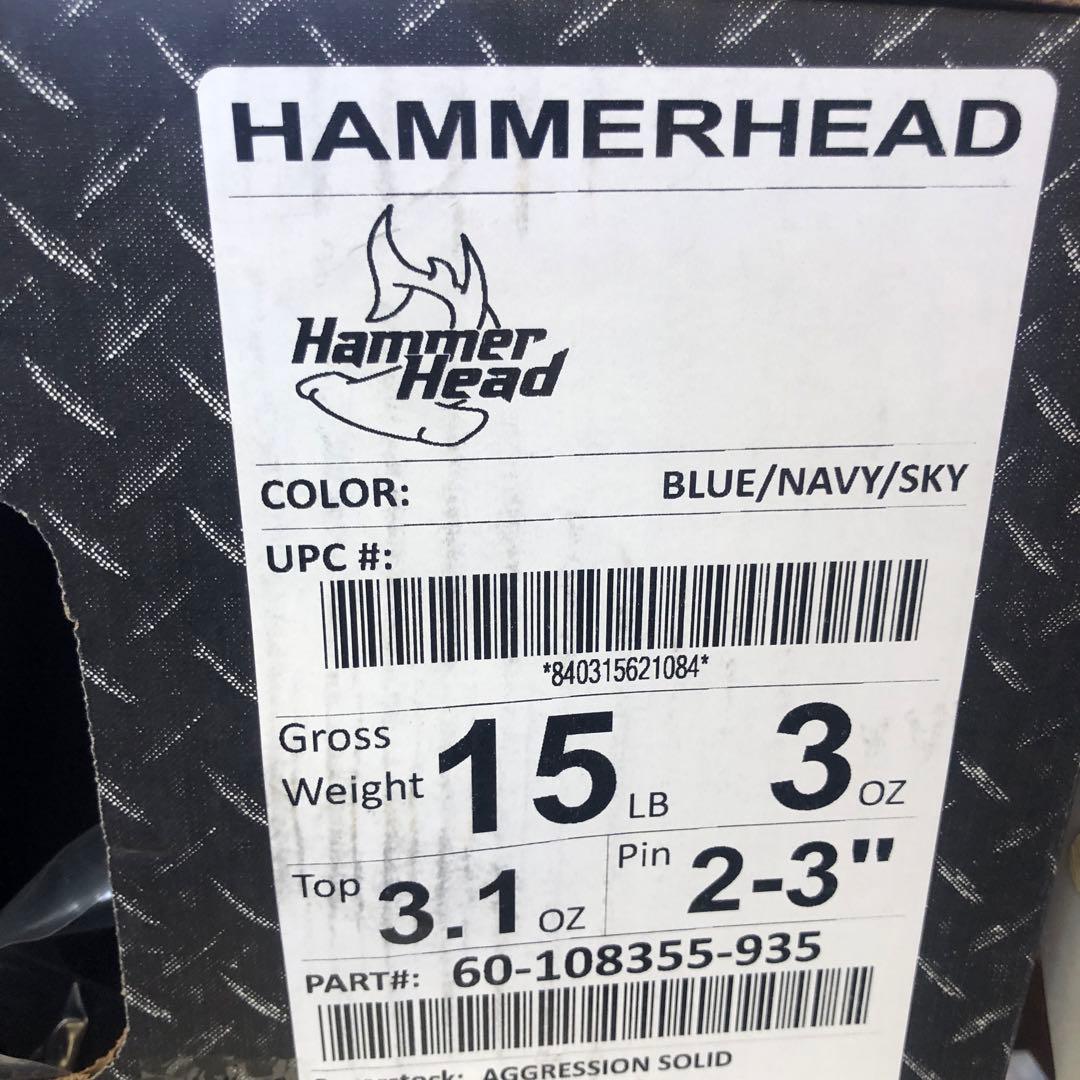 HAMMERHEAD
Hammer
Head
COLOR: BLUE/NAVY/SKY
UPC #:
*840315621084*
Gross
Weight 15 LB 3 OZ
Top 3.1 OZ Pin 2-3"
PART#: 60-108355-935
AGGRESSION SOLID